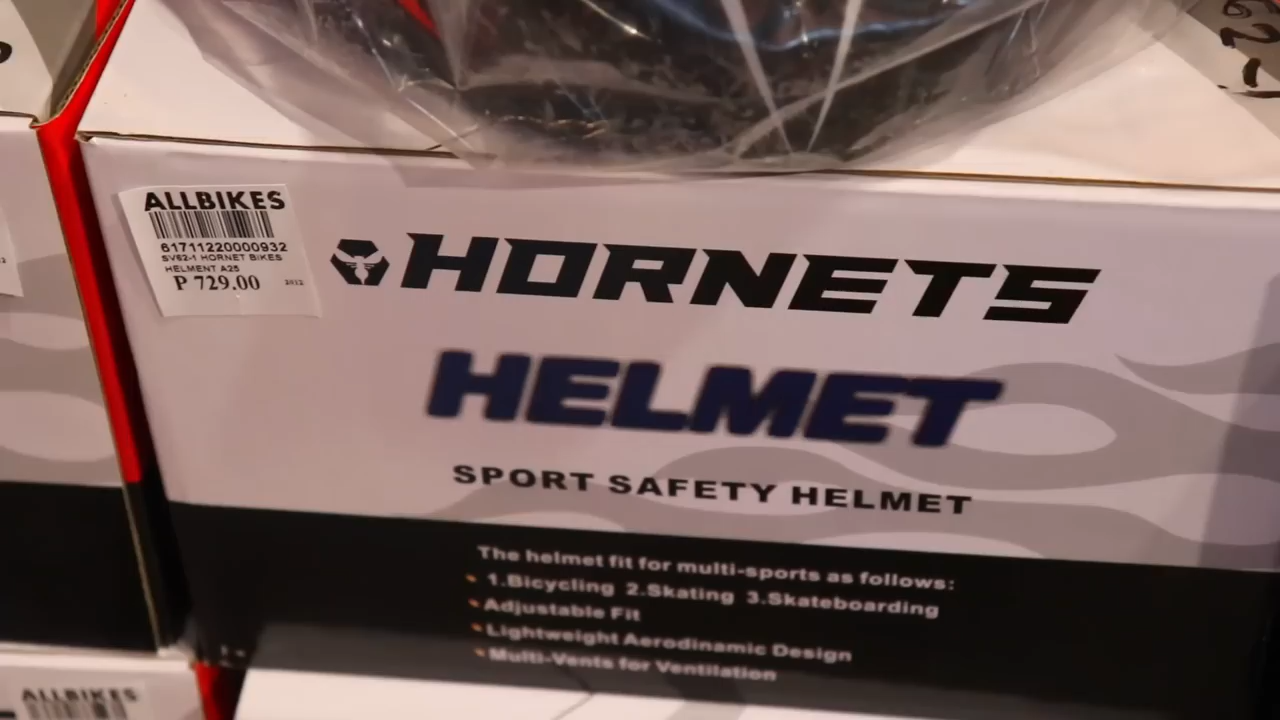 ALLBIKES
61711220000932
SV62-1 HORNET BIKES
HELMENT A25
P 729.00 2012
HORNETS
HELMET
SPORT SAFETY HELMET
The helmet fit for multi-sports as follows:
1.Bicycling 2.Skating 3.Skateboarding
Adjustable Fit
Lightweight Aerodinamic Design
Multi-Vents for Ventilation
ALLBIKES